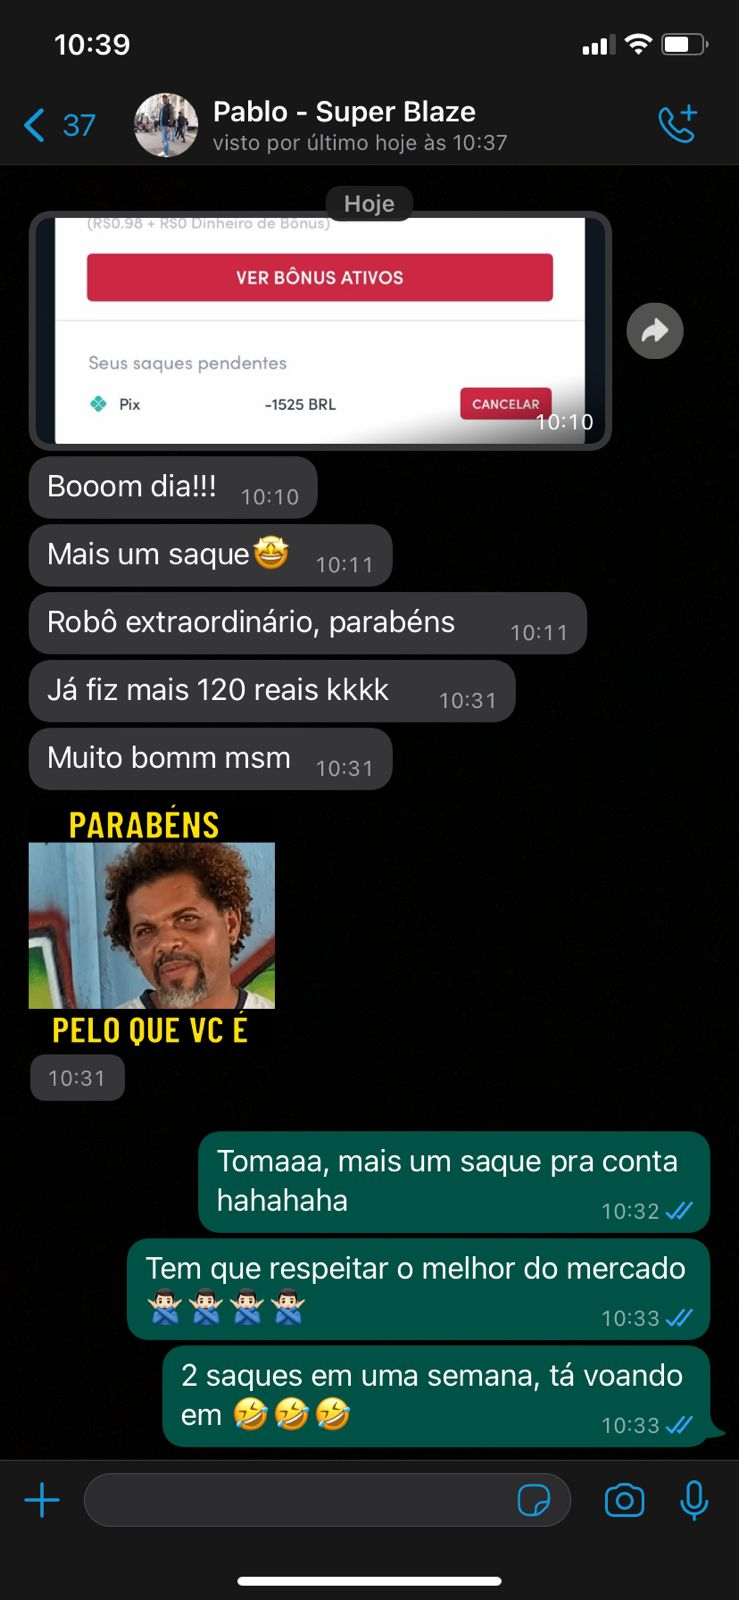 10:39
37
Pablo - Super Blaze
visto por último hoje às 10:37
Hoje
(R$0.98 + R$0 Dinheiro de Bônus)
VER BÔNUS ATIVOS
Seus saques pendentes
Pix -1525 BRL CANCELAR
10:10
Booom dia!!! 10:10
Mais um saque🤩 10:11
Robô extraordinário, parabéns 10:11
Já fiz mais 120 reais kkkk 10:31
Muito bomm msm 10:31
PARABÉNS
PELO QUE VC É
10:31
Tomaaa, mais um saque pra conta
hahahaha
10:32
Tem que respeitar o melhor do mercado
🙅🏻‍♂️🙅🏻‍♂️🙅🏻‍♂️🙅🏻‍♂️
10:33
2 saques em uma semana, tá voando
em 🤣🤣🤣
10:33